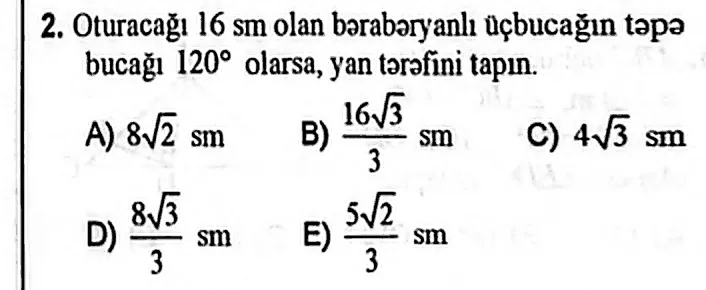 2. Oturacağı 16 sm olan bərabəryanlı üçbucağın təpə
bucağı 120° olarsa, yan tərəfini tapın.
A) 8√2 sm B) 16√3/3 sm C) 4√3 sm
D) 8√3/3 sm E) 5√2/3 sm